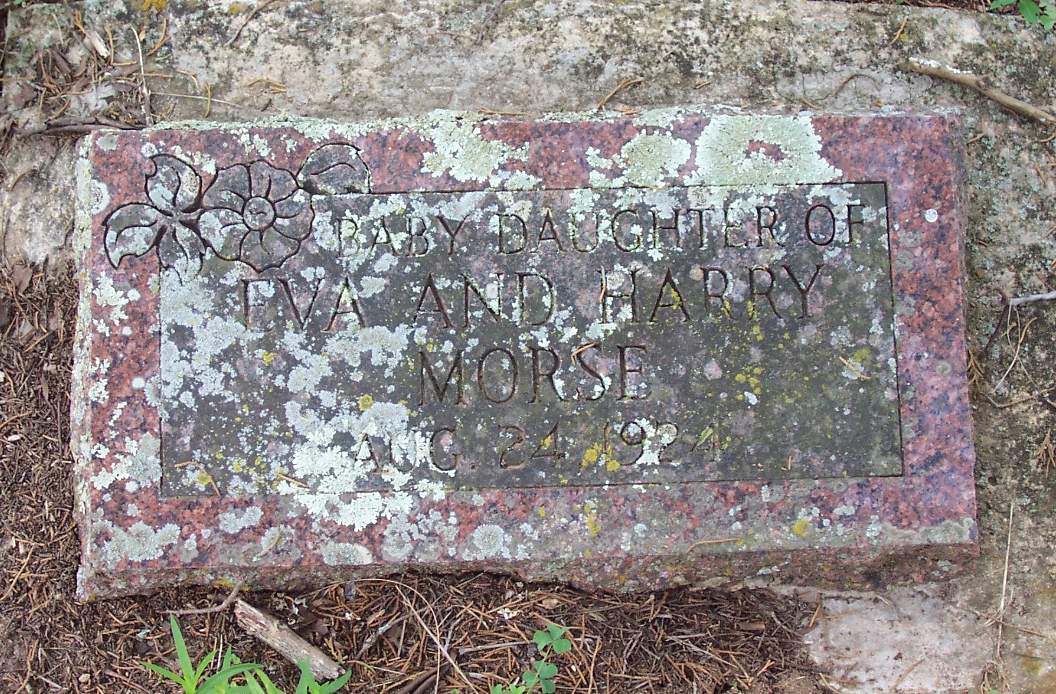 BABY DAUGHTER OF
EVA AND HARRY
MORSE
AUG. 24, 1924